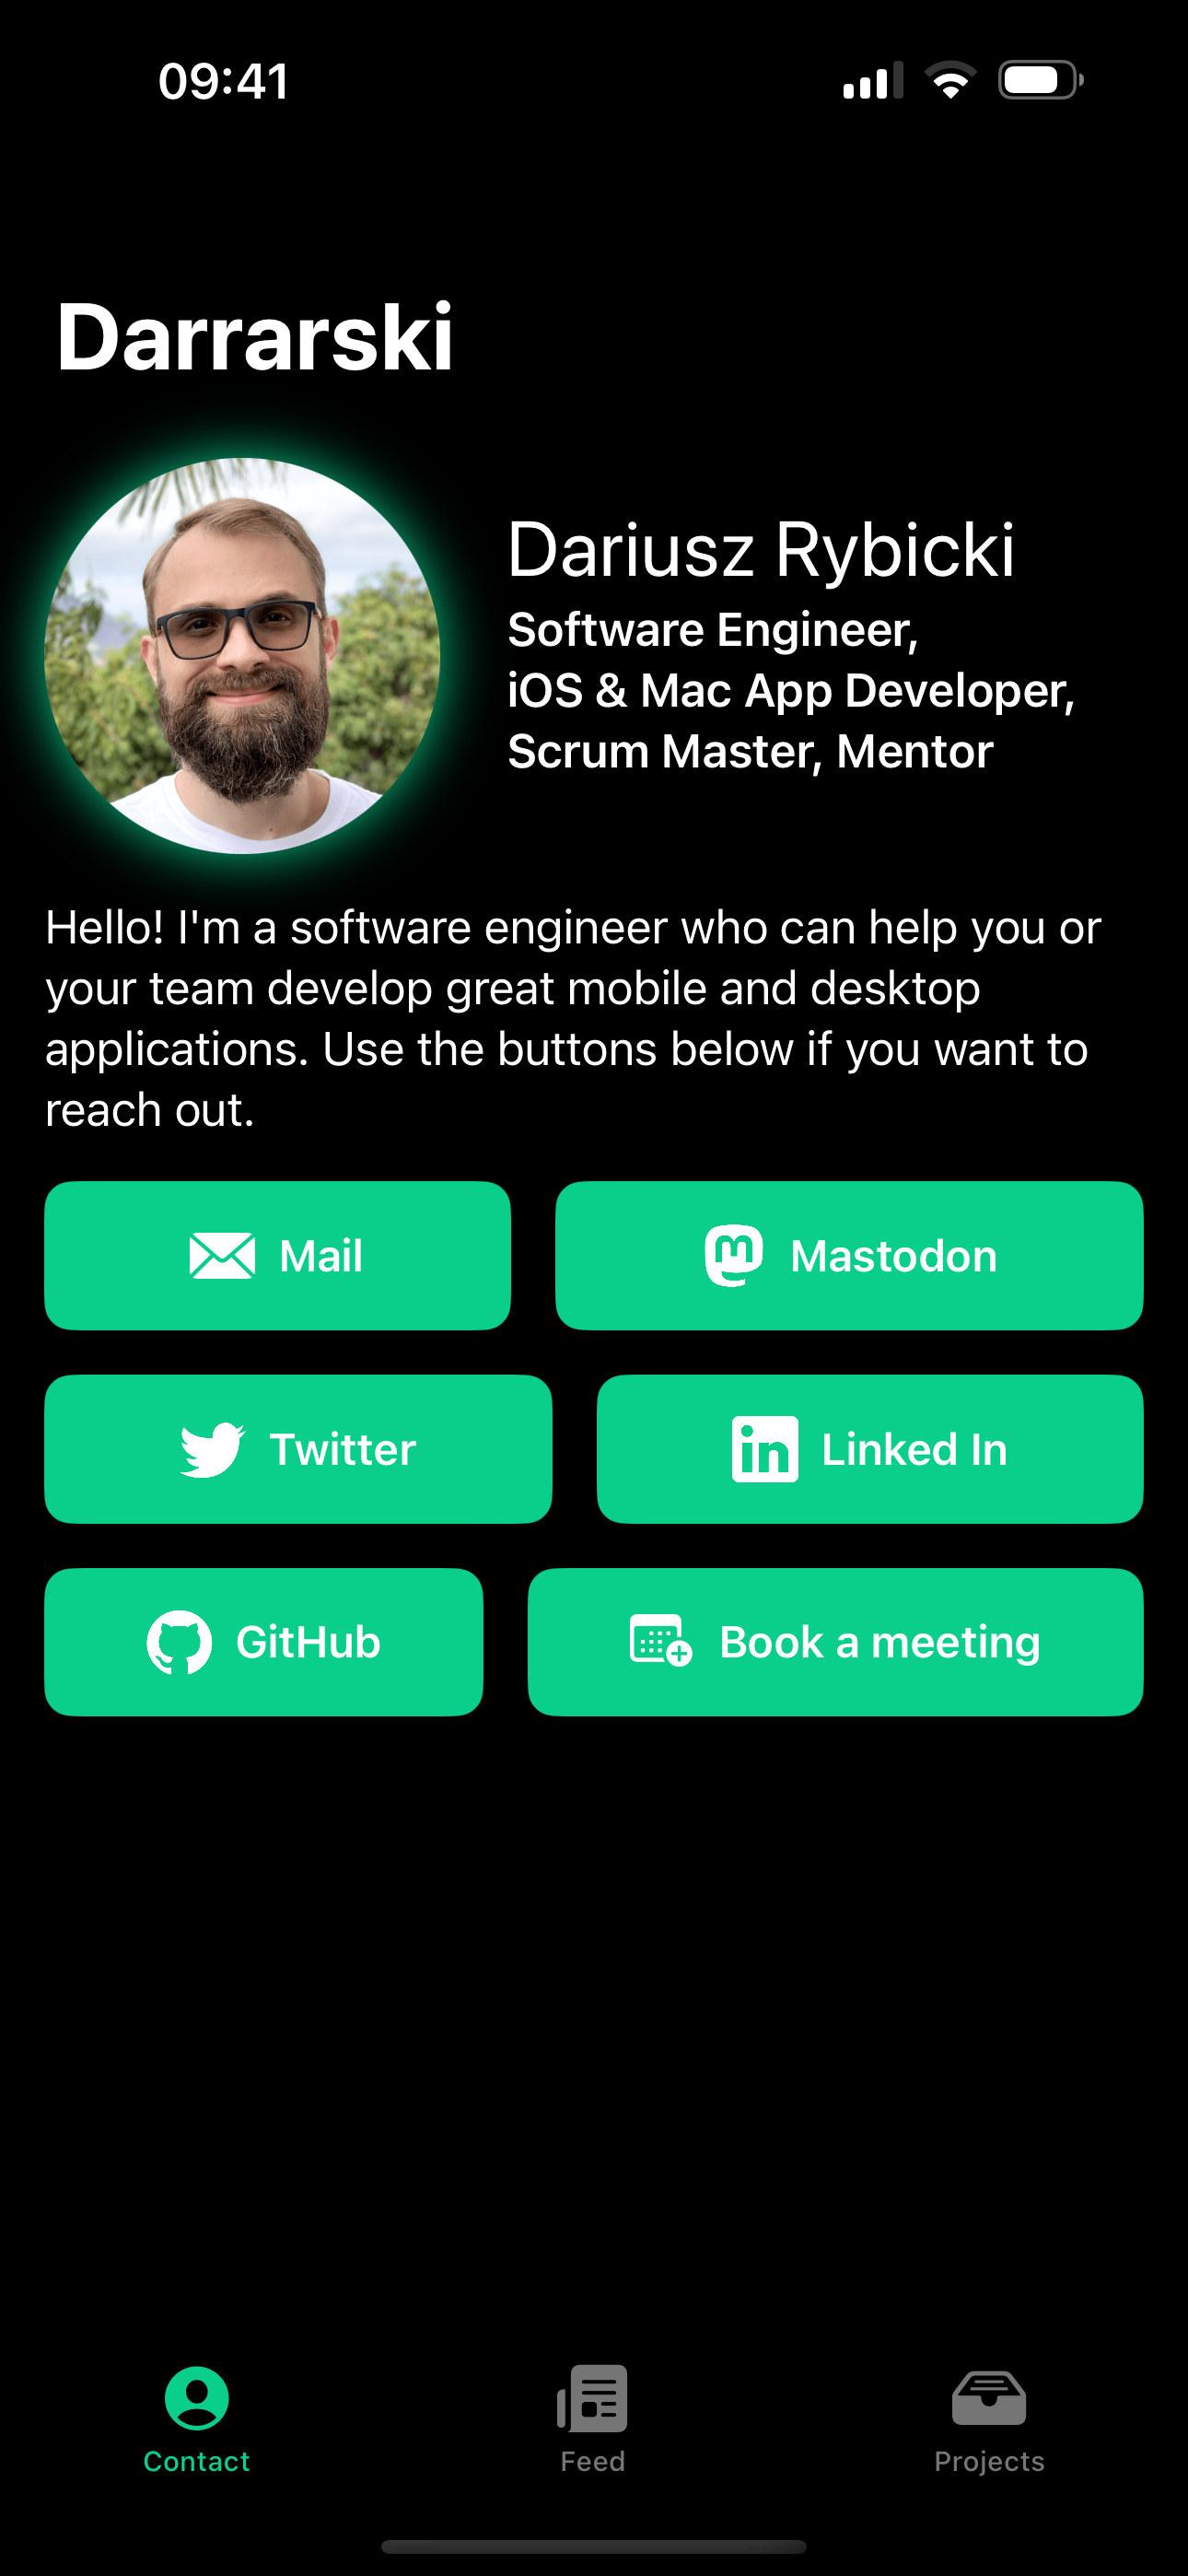 09:41
Darrarski
Dariusz Rybicki
Software Engineer,
iOS & Mac App Developer,
Scrum Master, Mentor
Hello! I'm a software engineer who can help you or
your team develop great mobile and desktop
applications. Use the buttons below if you want to
reach out.
Mail
Mastodon
Twitter
Linked In
GitHub
Book a meeting
Contact
Feed
Projects